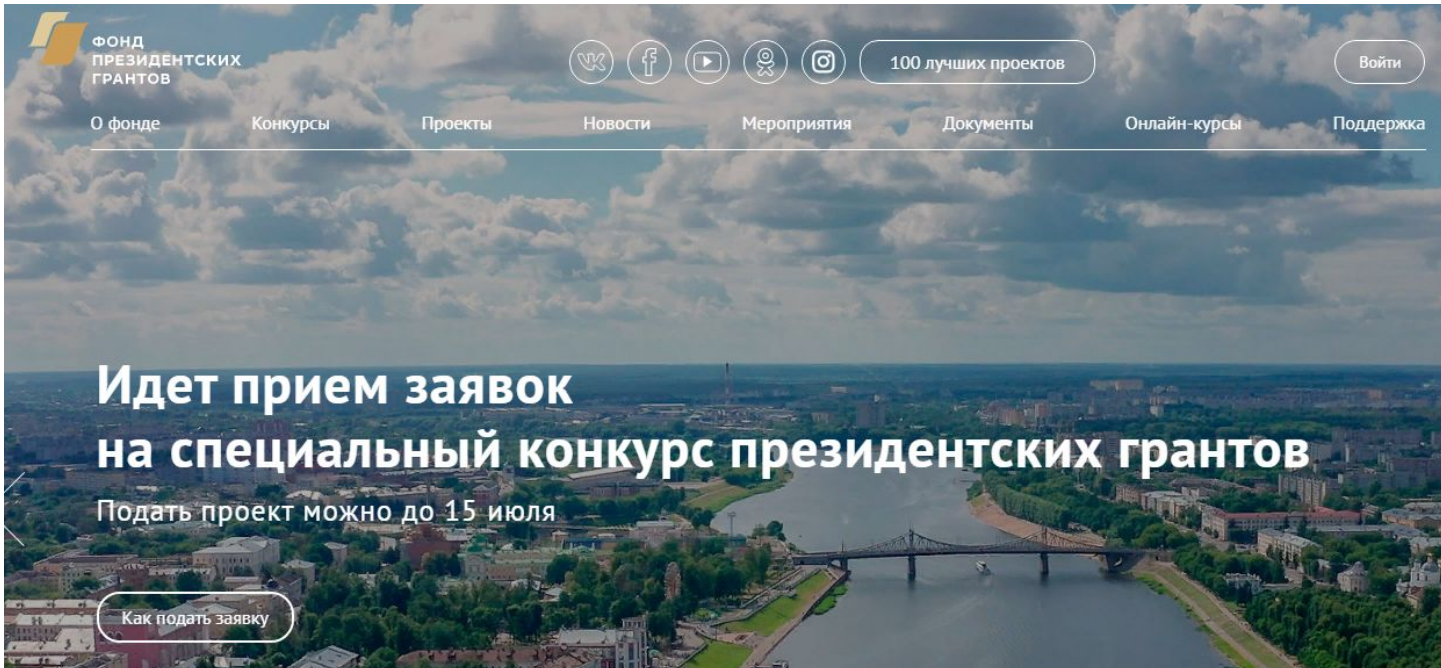 ФОНД
ПРЕЗИДЕНТСКИХ
ГРАНТОВ
100 лучших проектов
Войти
О фонде
Конкурсы
Проекты
Новости
Мероприятия
Документы
Онлайн-курсы
Поддержка
Идет прием заявок
на специальный конкурс президентских грантов
Подать проект можно до 15 июля
Как подать заявку